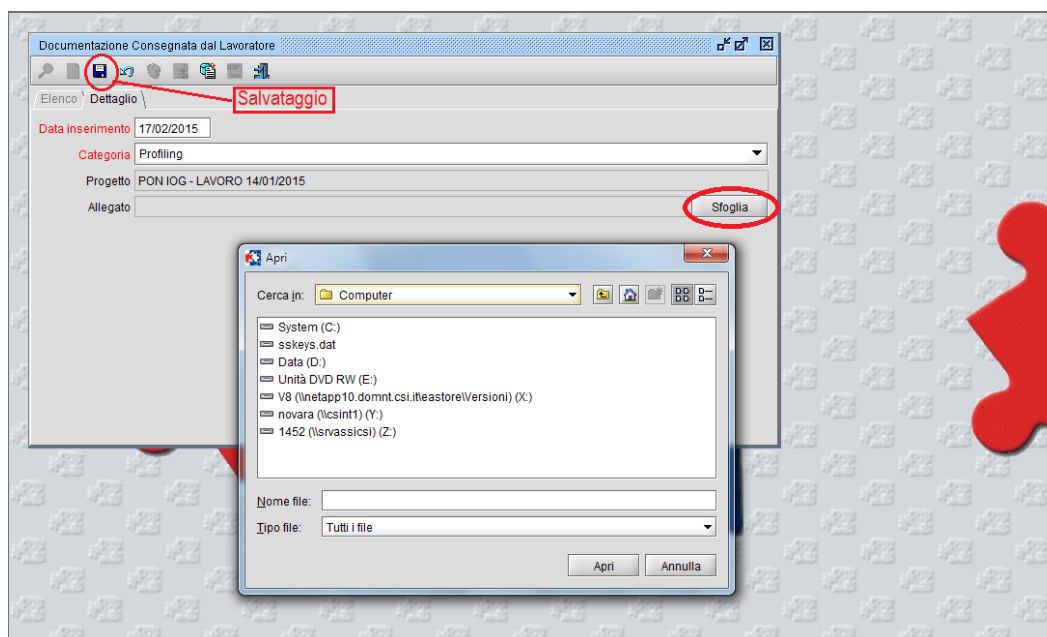 Documentazione Consegnata dal Lavoratore
Salvataggio
Elenco Dettaglio
Data inserimento 17/02/2015
Categoria Profiling
Progetto PON IOG - LAVORO 14/01/2015
Allegato Sfoglia
Apri
Cerca in: Computer
System (C:)
sskeys.dat
Data (D:)
Unità DVD RW (E:)
V8 (\\netapp10.domnt.csi.it\eastore\Versioni) (X:)
novara (\\csint1) (Y:)
1452 (\\srvassicsi) (Z:)
Nome file:
Tipo file: Tutti i file
Apri Annulla